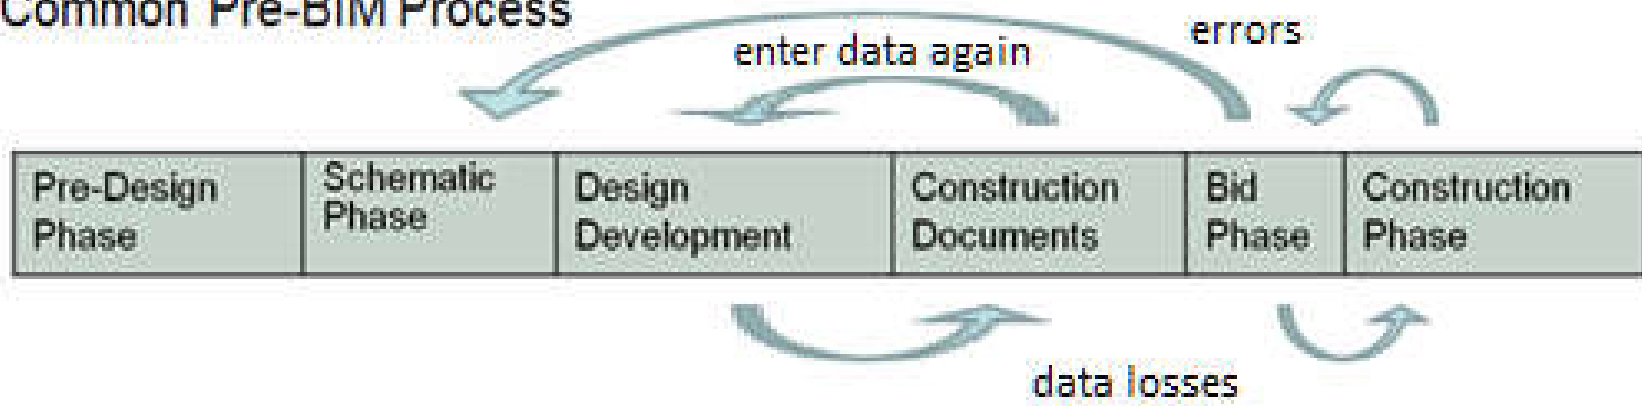 Common Pre-BIM Process
errors
enter data again
Pre-Design
Phase
Schematic
Phase
Design
Development
Construction
Documents
Bid
Phase
Construction
Phase
data losses